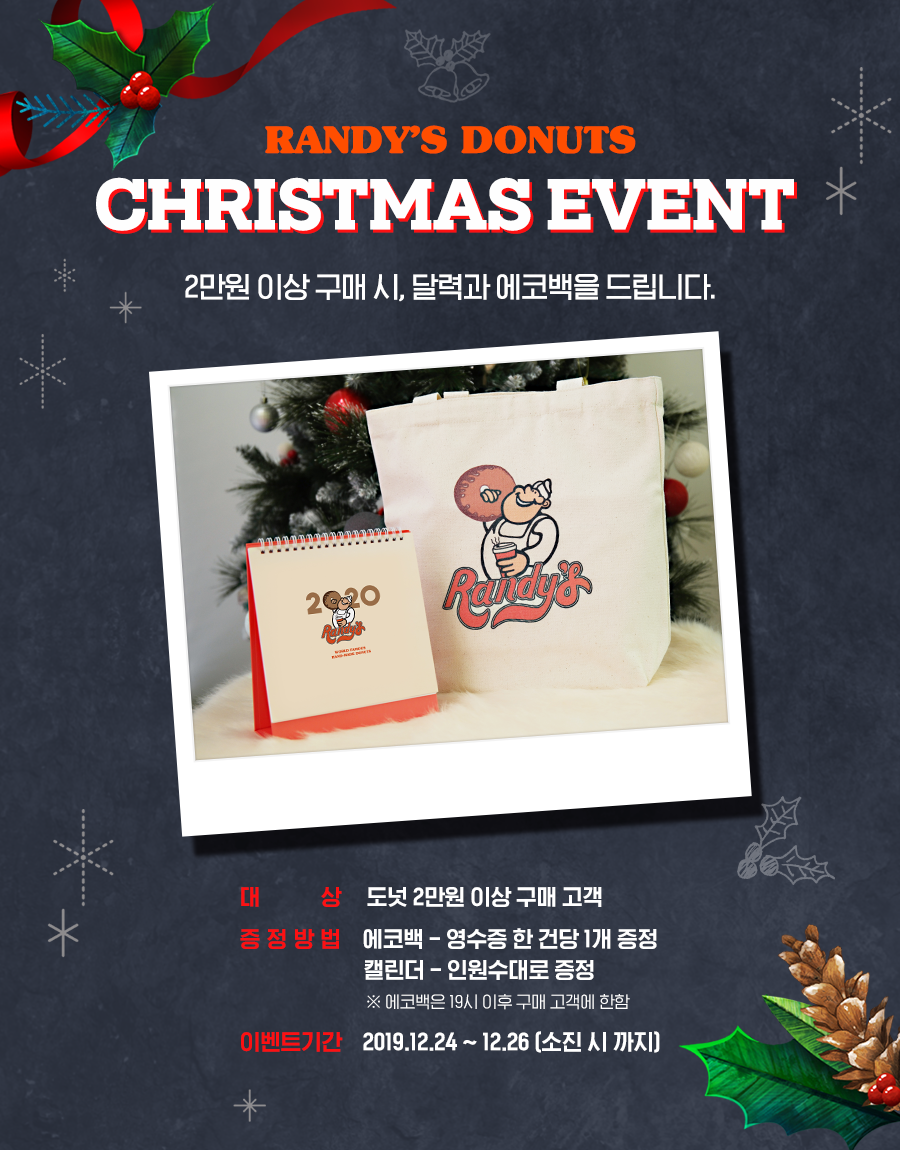 RANDY'S DONUTS
CHRISTMAS EVENT
2만원 이상 구매 시, 달력과 에코백을 드립니다.
Randy's
2020
Randy's
WORLD FAMOUS
HAND MADE DONUTS
대 상 도넛 2만원 이상 구매 고객
증정방법 에코백 - 영수증 한 건당 1개 증정
캘린더 - 인원수대로 증정
※ 에코백은 19시 이후 구매 고객에 한함
이벤트기간 2019.12.24 ~ 12.26 (소진 시 까지)